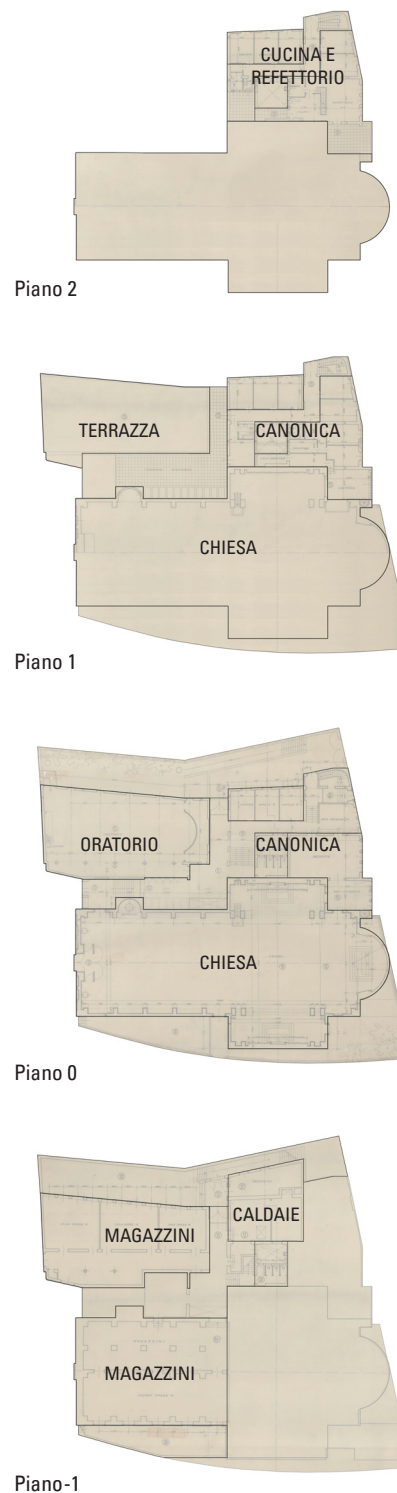 CUCINA E
REFETTORIO
Piano 2
TERRAZZA
CANONICA
CHIESA
Piano 1
ORATORIO
CANONICA
CHIESA
Piano 0
CALDAIE
MAGAZZINI
MAGAZZINI
Piano-1